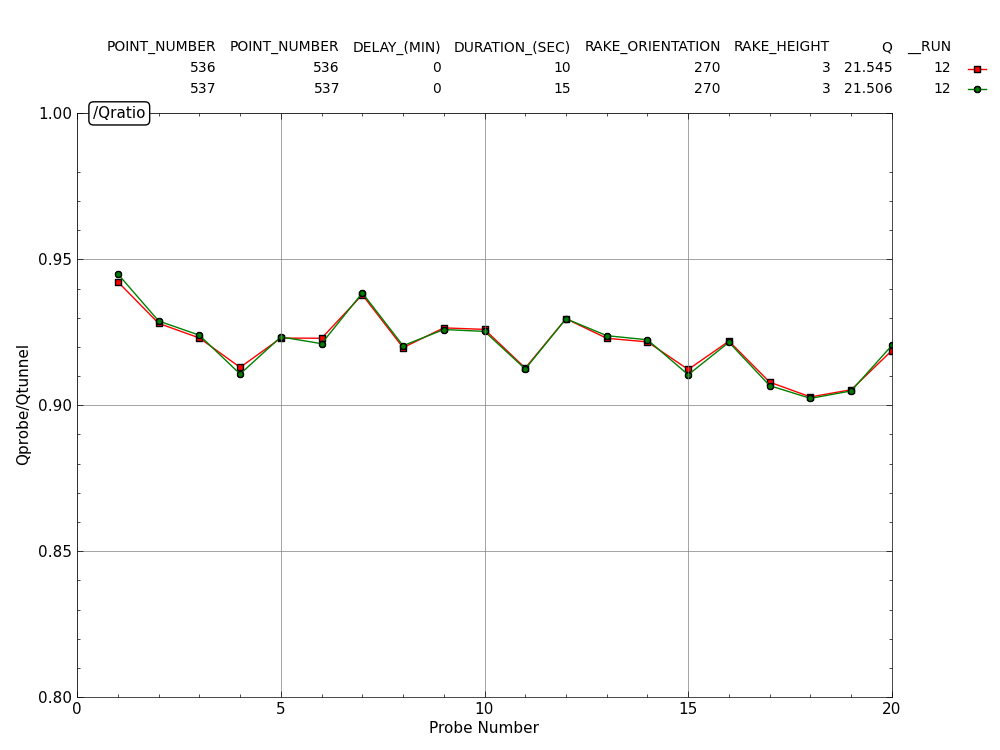 POINT_NUMBER POINT_NUMBER DELAY_(MIN) DURATION_(SEC) RAKE_ORIENTATION RAKE_HEIGHT Q __RUN
536 536 0 10 270 3 21.545 12
537 537 0 15 270 3 21.506 12
/Qratio
1.00
0.95
0.90
0.85
0.80
Qprobe/Qtunnel
0 5 10 15 20
Probe Number